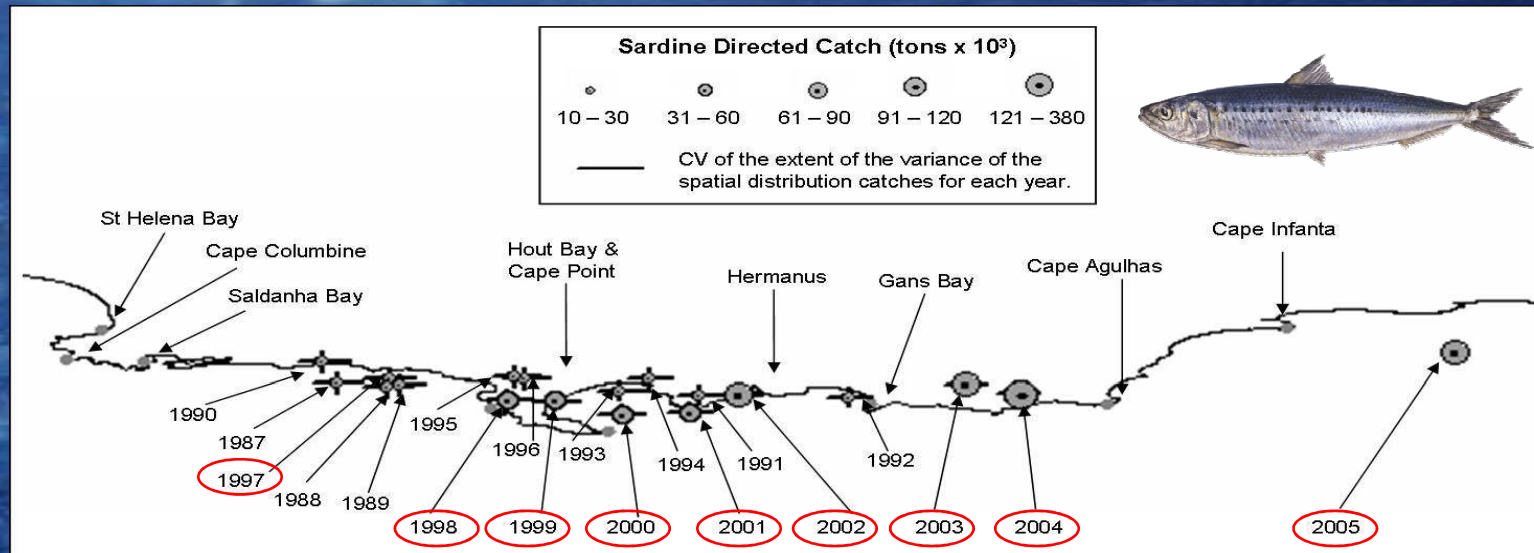 Sardine Directed Catch (tons x 10³)
10 – 30
31 – 60
61 – 90
91 – 120
121 – 380
CV of the extent of the variance of the
spatial distribution catches for each year.
St Helena Bay
Cape Columbine
Saldanha Bay
Hout Bay &
Cape Point
Hermanus
Gans Bay
Cape Agulhas
Cape Infanta
1990
1987
1997
1988
1989
1995
1996
1993
1994
1991
1992
1998
1999
2000
2001
2002
2003
2004
2005